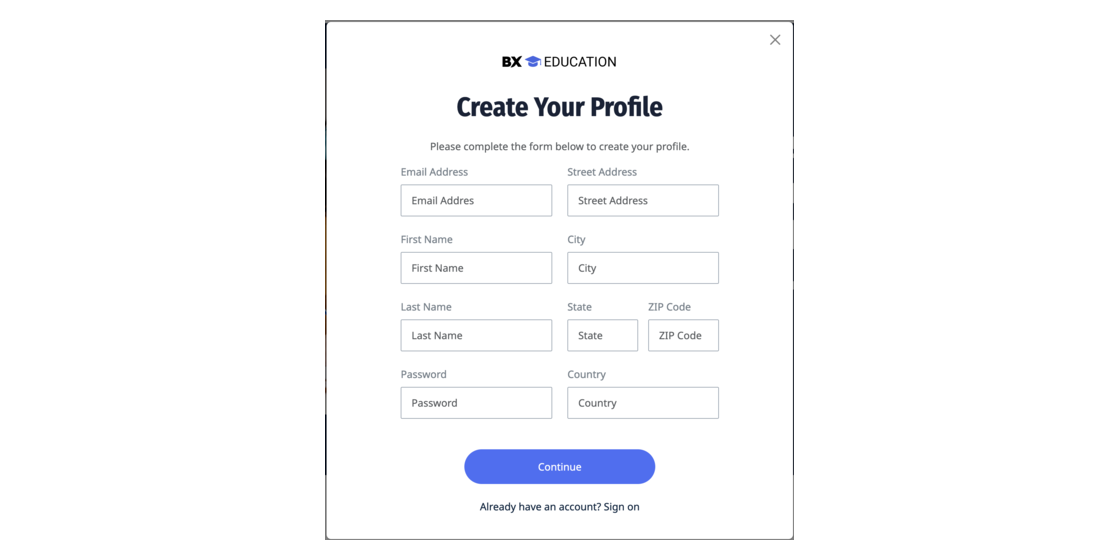 BX EDUCATION
Create Your Profile
Please complete the form below to create your profile.
Email Address Street Address
Email Addres Street Address
First Name City
First Name City
Last Name State ZIP Code
Last Name State ZIP Code
Password Country
Password Country
Continue
Already have an account? Sign on